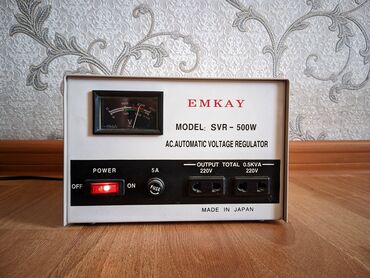 EMKAY
MODEL: SVR - 500W
AC.AUTOMATIC VOLTAGE REGULATOR
POWER
5A
OUTPUT TOTAL 0.5KVA
220V 220V
OFF ON
FUSE
MADE IN JAPAN